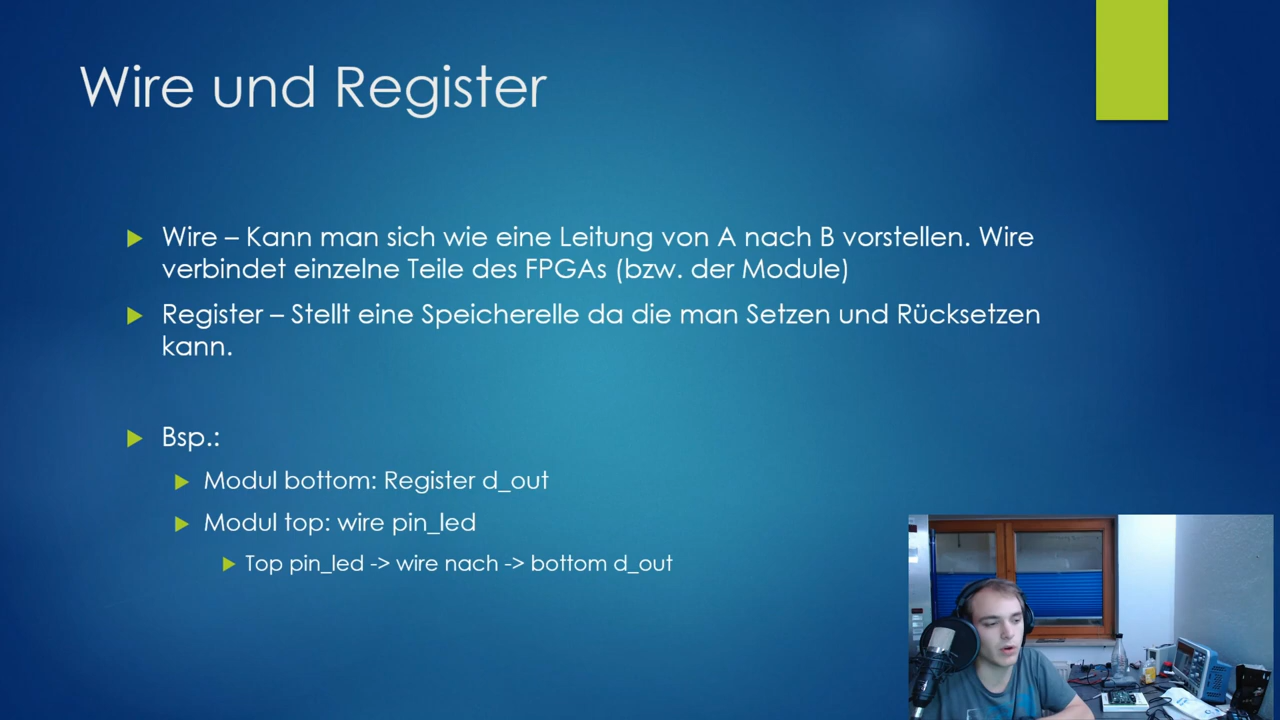 Wire und Register
Wire – Kann man sich wie eine Leitung von A nach B vorstellen. Wire
verbindet einzelne Teile des FPGAs (bzw. der Module)
Register – Stellt eine Speicherelle da die man Setzen und Rücksetzen
kann.
Bsp.:
Modul bottom: Register d_out
Modul top: wire pin_led
Top pin_led -> wire nach -> bottom d_out